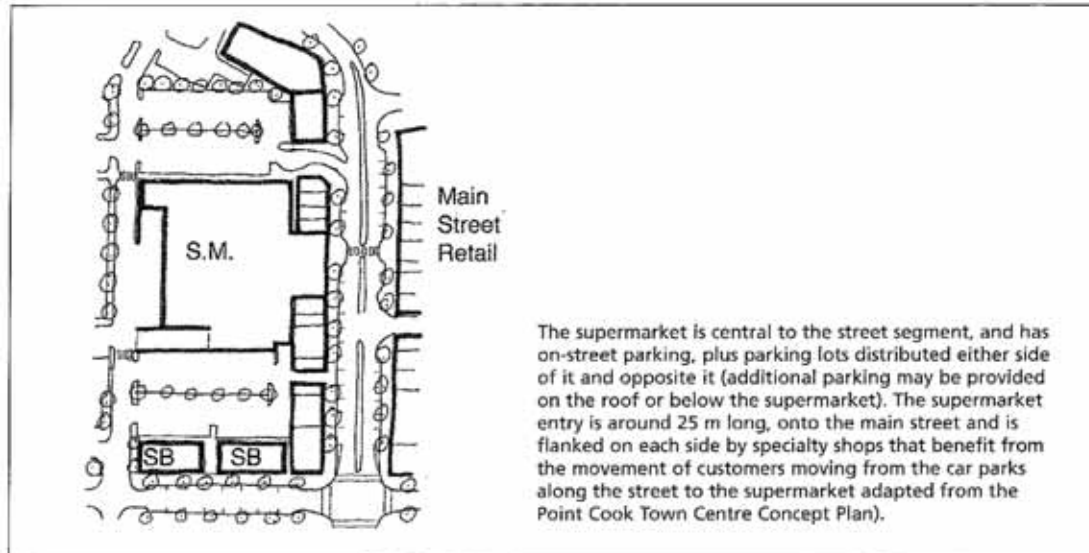 Main
Street
Retail
S.M.
SB SB
The supermarket is central to the street segment, and has
on-street parking, plus parking lots distributed either side
of it and opposite it (additional parking may be provided
on the roof or below the supermarket). The supermarket
entry is around 25 m long, onto the main street and is
flanked on each side by specialty shops that benefit from
the movement of customers moving from the car parks
along the street to the supermarket adapted from the
Point Cook Town Centre Concept Plan).